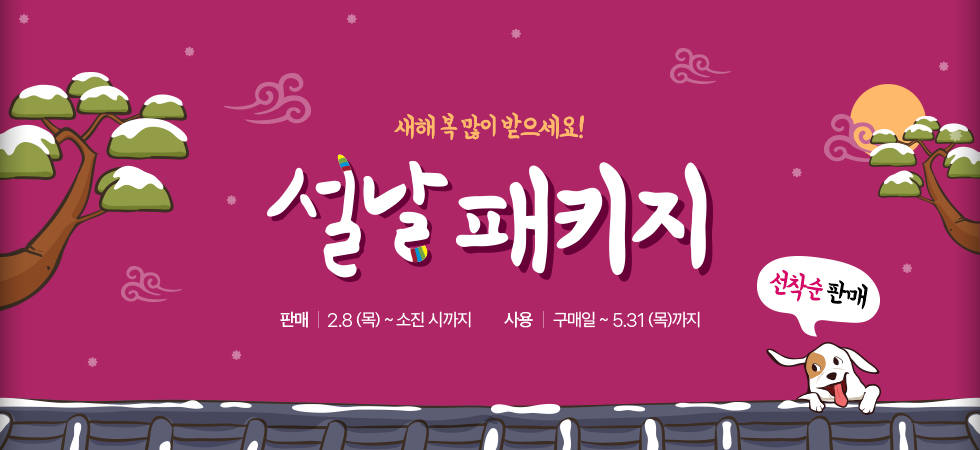 새해 복 많이 받으세요!
설날 패키지
판매 | 2.8 (목) ~ 소진 시까지 사용 | 구매일 ~ 5.31 (목)까지
선착순 판매